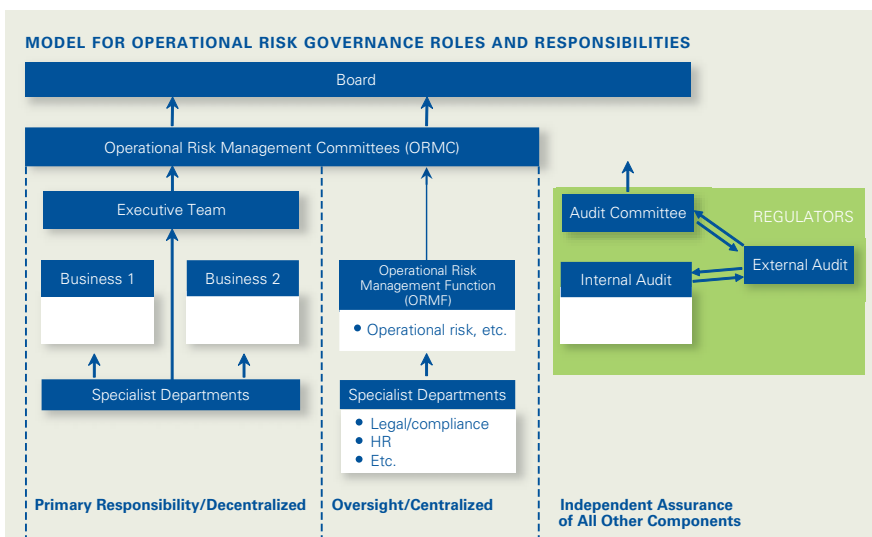 MODEL FOR OPERATIONAL RISK GOVERNANCE ROLES AND RESPONSIBILITIES
Board
Operational Risk Management Committees (ORMC)
Executive Team
Business 1
Business 2
Specialist Departments
Primary Responsibility/Decentralized
Operational Risk
Management Function
(ORMF)
• Operational risk, etc.
Specialist Departments
• Legal/compliance
• HR
• Etc.
Oversight/Centralized
Audit Committee
REGULATORS
External Audit
Internal Audit
Independent Assurance
of All Other Components